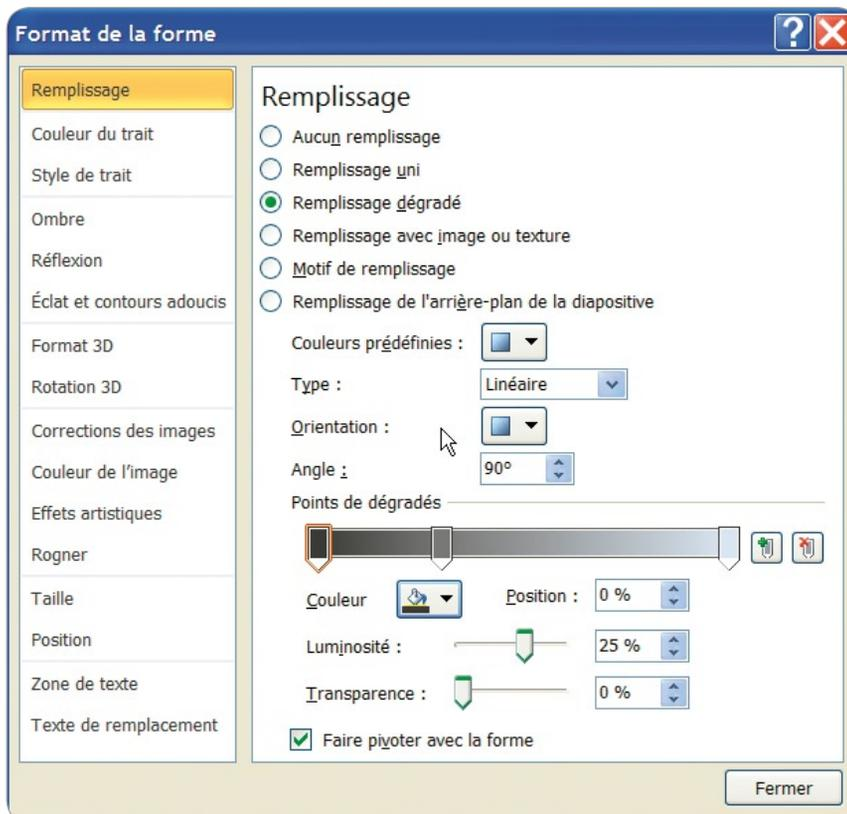 Format de la forme
Remplissage
Couleur du trait
Style de trait
Ombre
Réflexion
Éclat et contours adoucis
Format 3D
Rotation 3D
Corrections des images
Couleur de l'image
Effets artistiques
Rogner
Taille
Position
Zone de texte
Texte de remplacement
Remplissage
Aucun remplissage
Remplissage uni
Remplissage dégradé
Remplissage avec image ou texture
Motif de remplissage
Remplissage de l'arrière-plan de la diapositive
Couleurs prédéfinies :
Type : Linéaire
Orientation :
Angle : 90°
Points de dégradés
Couleur Position : 0 %
Luminosité : 25 %
Transparence : 0 %
Faire pivoter avec la forme
Fermer